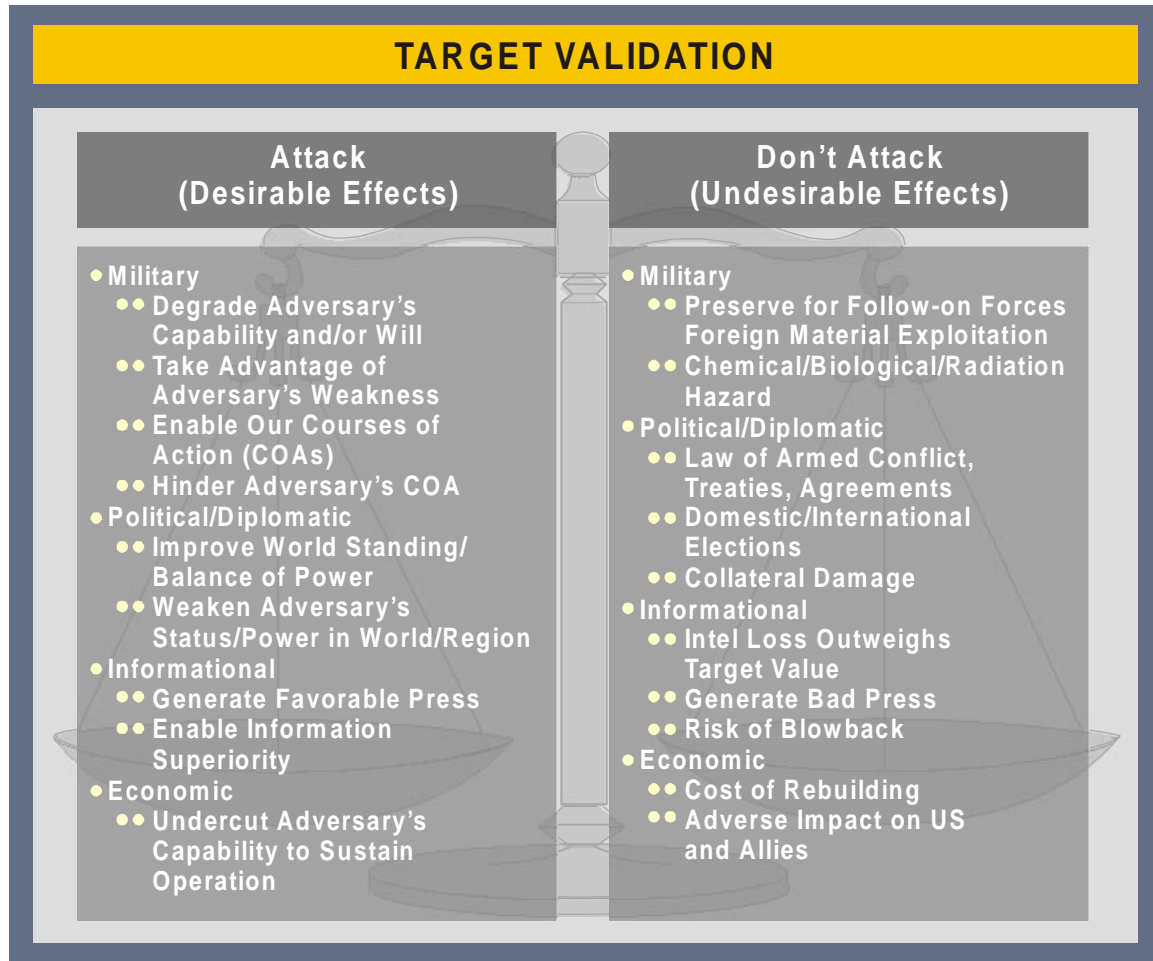 TARGET VALIDATION
Attack
(Desirable Effects)
• Military
•• Degrade Adversary's
Capability and/or Will
•• Take Advantage of
Adversary's Weakness
•• Enable Our Courses of
Action (COAs)
•• Hinder Adversary's COA
• Political/Diplomatic
•• Improve World Standing/
Balance of Power
•• Weaken Adversary's
Status/Power in World/Region
• Informational
•• Generate Favorable Press
•• Enable Information
Superiority
• Economic
•• Undercut Adversary's
Capability to Sustain
Operation
Don't Attack
(Undesirable Effects)
• Military
•• Preserve for Follow-on Forces
Foreign Material Exploitation
•• Chemical/Biological/Radiation
Hazard
• Political/Diplomatic
•• Law of Armed Conflict,
Treaties, Agreements
•• Domestic/International
Elections
•• Collateral Damage
• Informational
•• Intel Loss Outweighs
Target Value
•• Generate Bad Press
•• Risk of Blowback
• Economic
•• Cost of Rebuilding
•• Adverse Impact on US
and Allies